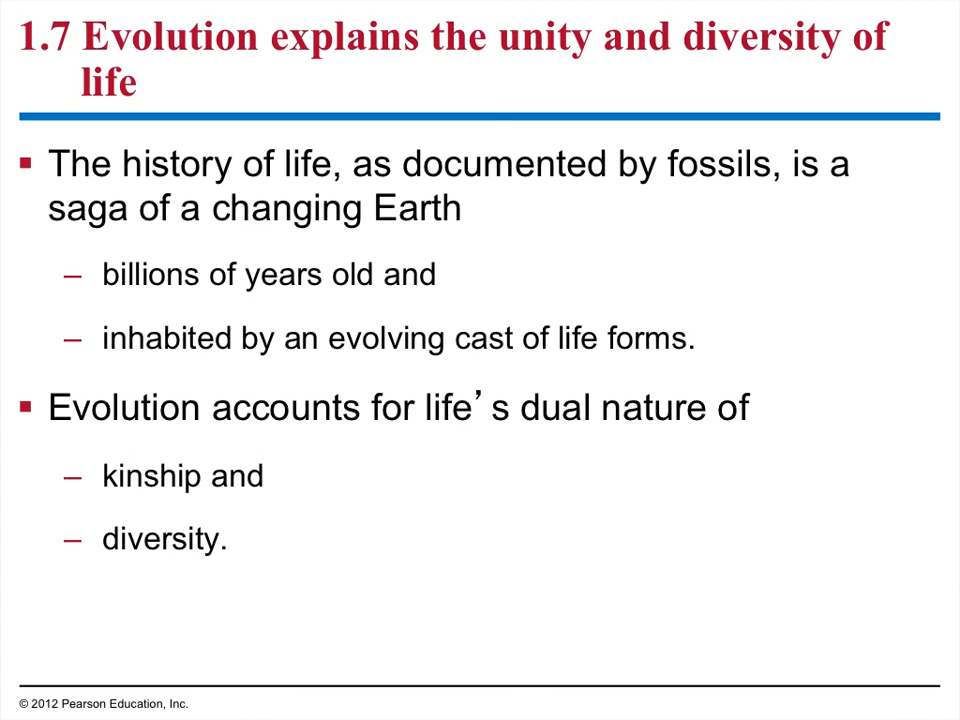 1.7 Evolution explains the unity and diversity of
life
▪ The history of life, as documented by fossils, is a
saga of a changing Earth
– billions of years old and
– inhabited by an evolving cast of life forms.
▪ Evolution accounts for life’s dual nature of
– kinship and
– diversity.
© 2012 Pearson Education, Inc.